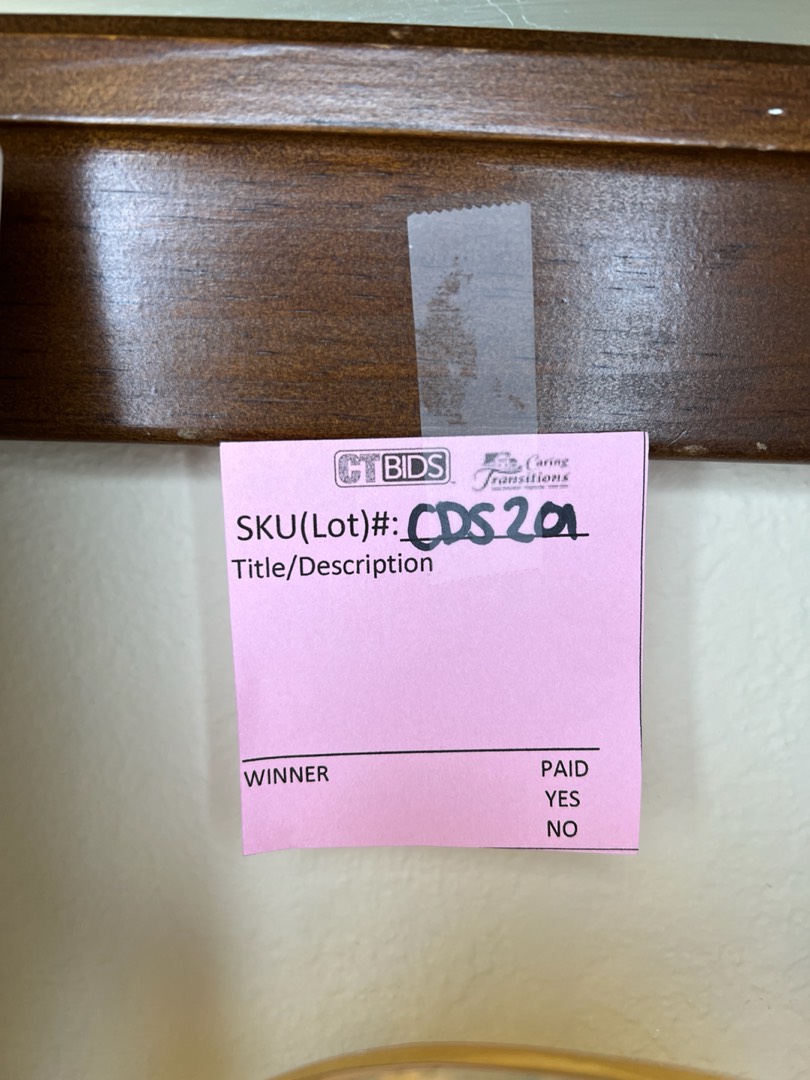 CTBIDS Caring Transitions
SKU(Lot)#: CDS201
Title/Description
WINNER PAID
YES
NO